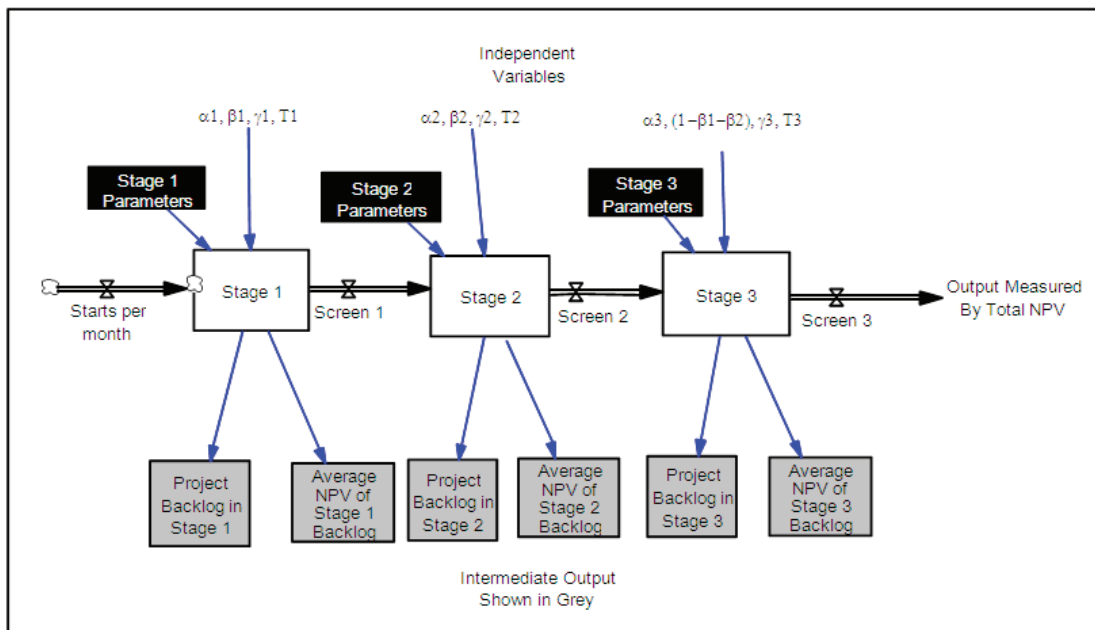 Independent
Variables
α1, β1, γ1, T1
α2, β2, γ2, T2
α3, (1−β1−β2), γ3, T3
Stage 1
Parameters
Stage 2
Parameters
Stage 3
Parameters
Stage 1
Stage 2
Stage 3
Starts per
month
Screen 1
Screen 2
Screen 3
Output Measured
By Total NPV
Project
Backlog in
Stage 1
Average
NPV of
Stage 1
Backlog
Project
Backlog in
Stage 2
Average
NPV of
Stage 2
Backlog
Project
Backlog in
Stage 3
Average
NPV of
Stage 3
Backlog
Intermediate Output
Shown in Grey